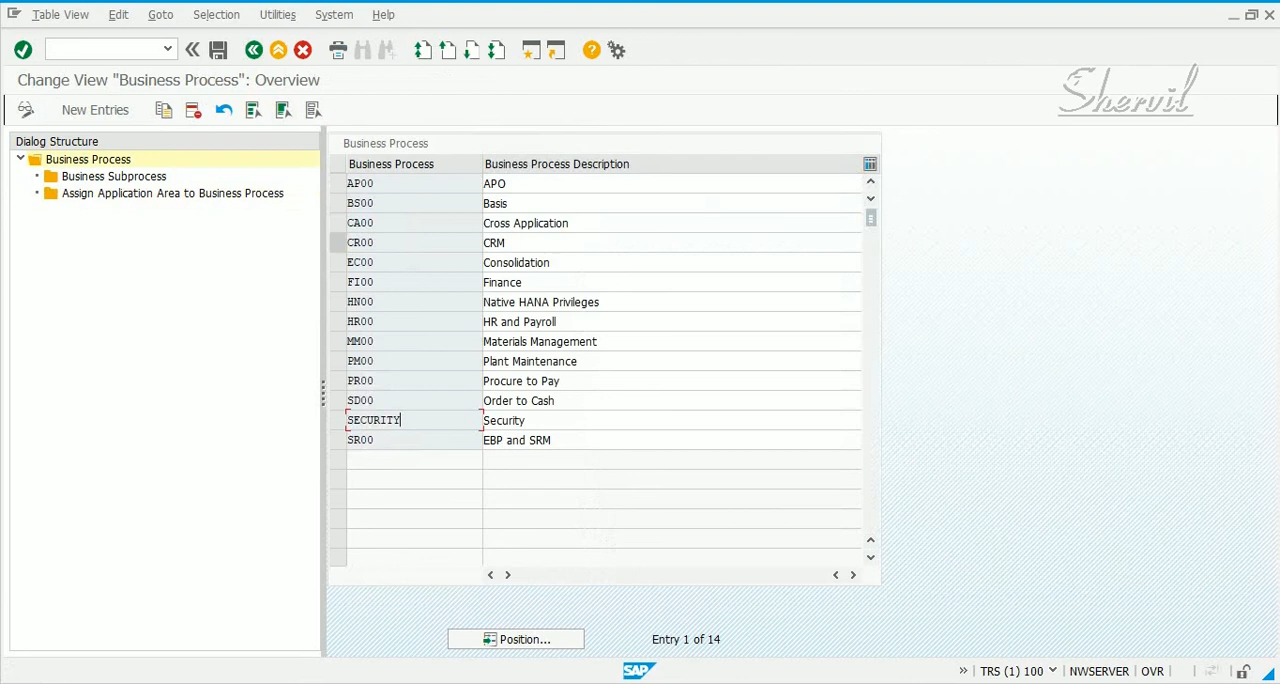 Table View Edit Goto Selection Utilities System Help
Change View "Business Process": Overview
Shervil
New Entries
Dialog Structure
Business Process
Business Subprocess
Assign Application Area to Business Process
Business Process
Business Process Business Process Description
AP00 APO
BS00 Basis
CA00 Cross Application
CR00 CRM
EC00 Consolidation
FI00 Finance
HN00 Native HANA Privileges
HR00 HR and Payroll
MM00 Materials Management
PM00 Plant Maintenance
PR00 Procure to Pay
SD00 Order to Cash
SECURITY Security
SR00 EBP and SRM
Position... Entry 1 of 14
SAP TRS (1) 100 NWSERVER OVR